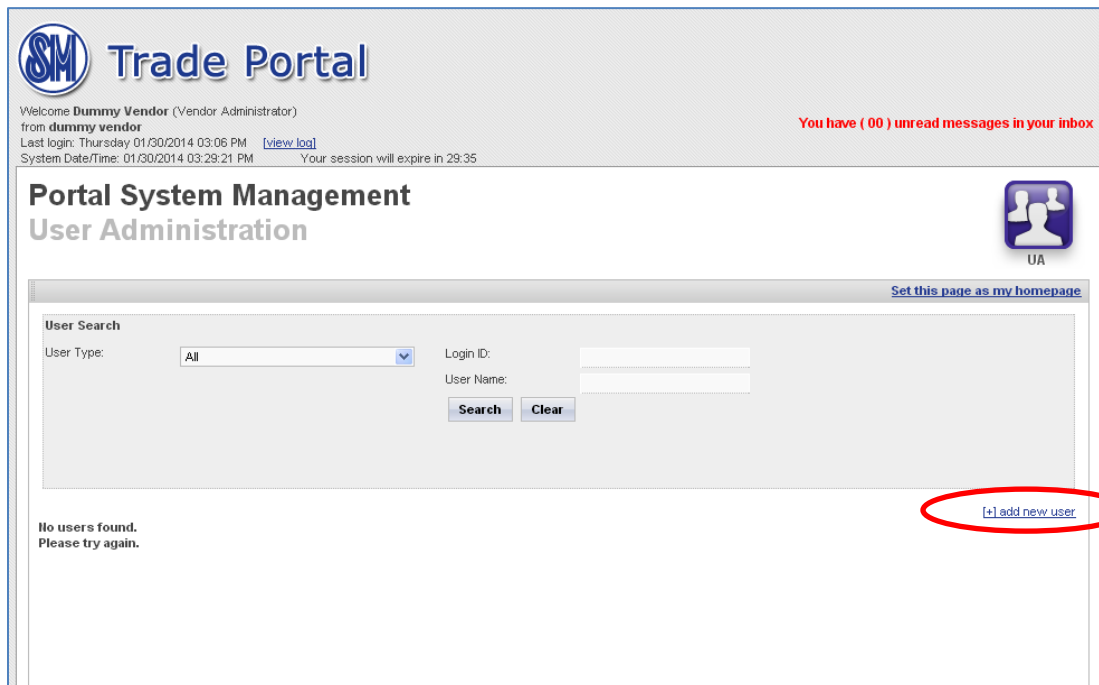 SM Trade Portal
Welcome Dummy Vendor (Vendor Administrator)
from dummy vendor
You have ( 00 ) unread messages in your inbox
Last login: Thursday 01/30/2014 03:06 PM [view log]
System Date/Time: 01/30/2014 03:29:21 PM Your session will expire in 29:35
Portal System Management
User Administration
UA
Set this page as my homepage
User Search
User Type: All Login ID:
User Name:
Search Clear
[+] add new user
No users found.
Please try again.